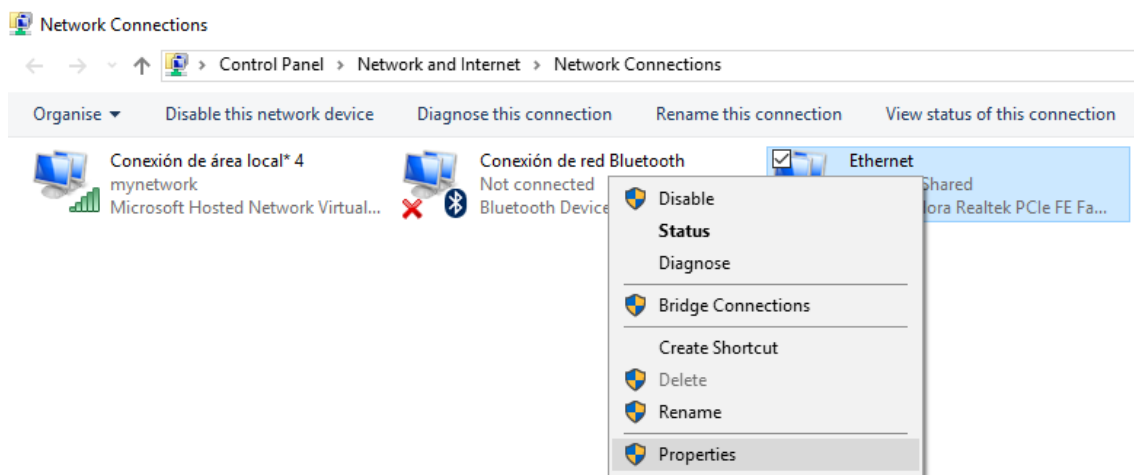 Network Connections
Control Panel > Network and Internet > Network Connections
Organise Disable this network device Diagnose this connection Rename this connection View status of this connection
Conexión de área local* 4
mynetwork
Microsoft Hosted Network Virtual...
Conexión de red Bluetooth
Not connected
Bluetooth Device
Ethernet
Shared
Realtek PCIe FE Fa...
Disable
Status
Diagnose
Bridge Connections
Create Shortcut
Delete
Rename
Properties